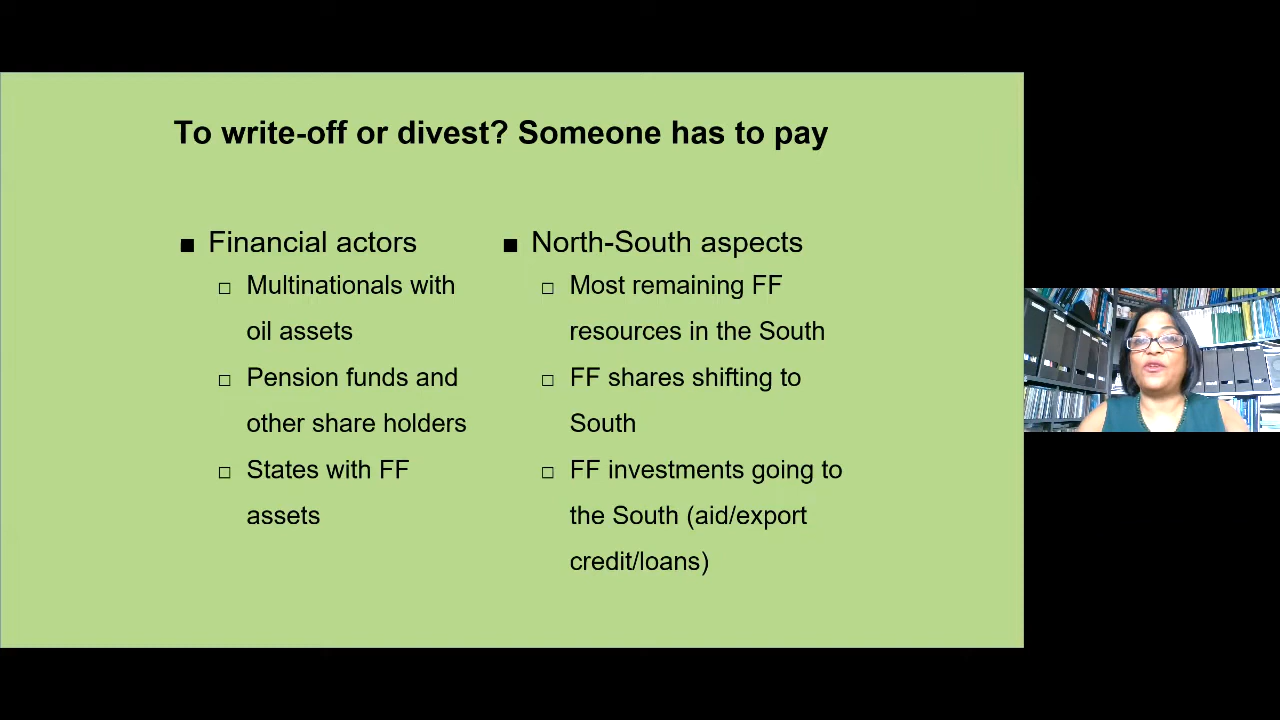 To write-off or divest? Someone has to pay
■ Financial actors
□ Multinationals with
oil assets
□ Pension funds and
other share holders
□ States with FF
assets
■ North-South aspects
□ Most remaining FF
resources in the South
□ FF shares shifting to
South
□ FF investments going to
the South (aid/export
credit/loans)